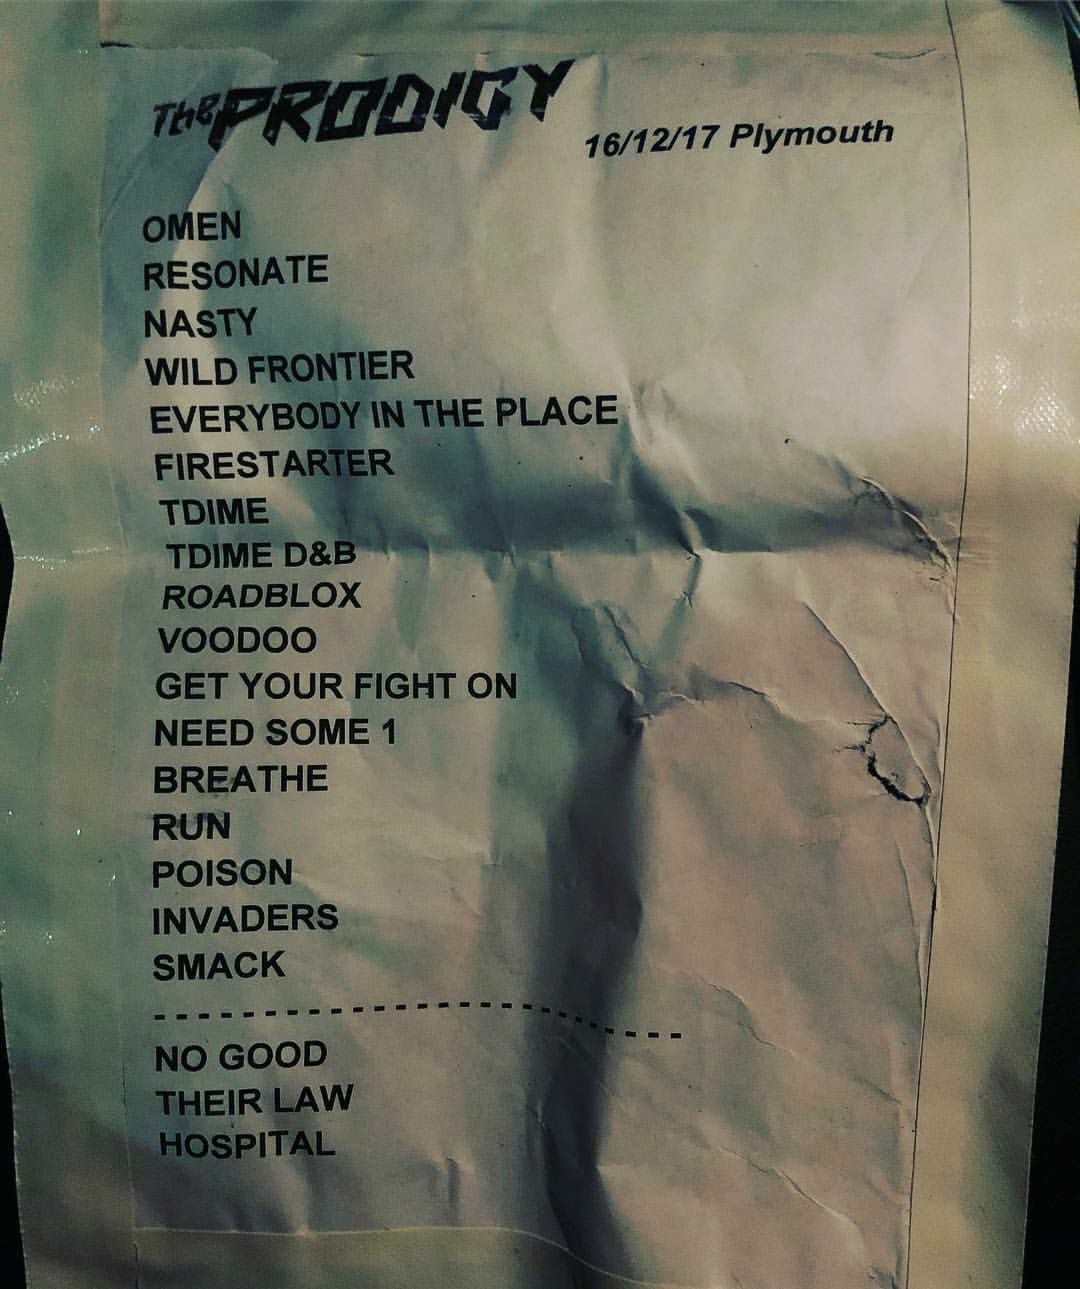 The PRODIGY
16/12/17 Plymouth
OMEN
RESONATE
NASTY
WILD FRONTIER
EVERYBODY IN THE PLACE
FIRESTARTER
TDIME
TDIME D&B
ROADBLOX
VOODOO
GET YOUR FIGHT ON
NEED SOME 1
BREATHE
RUN
POISON
INVADERS
SMACK
------------------------
NO GOOD
THEIR LAW
HOSPITAL